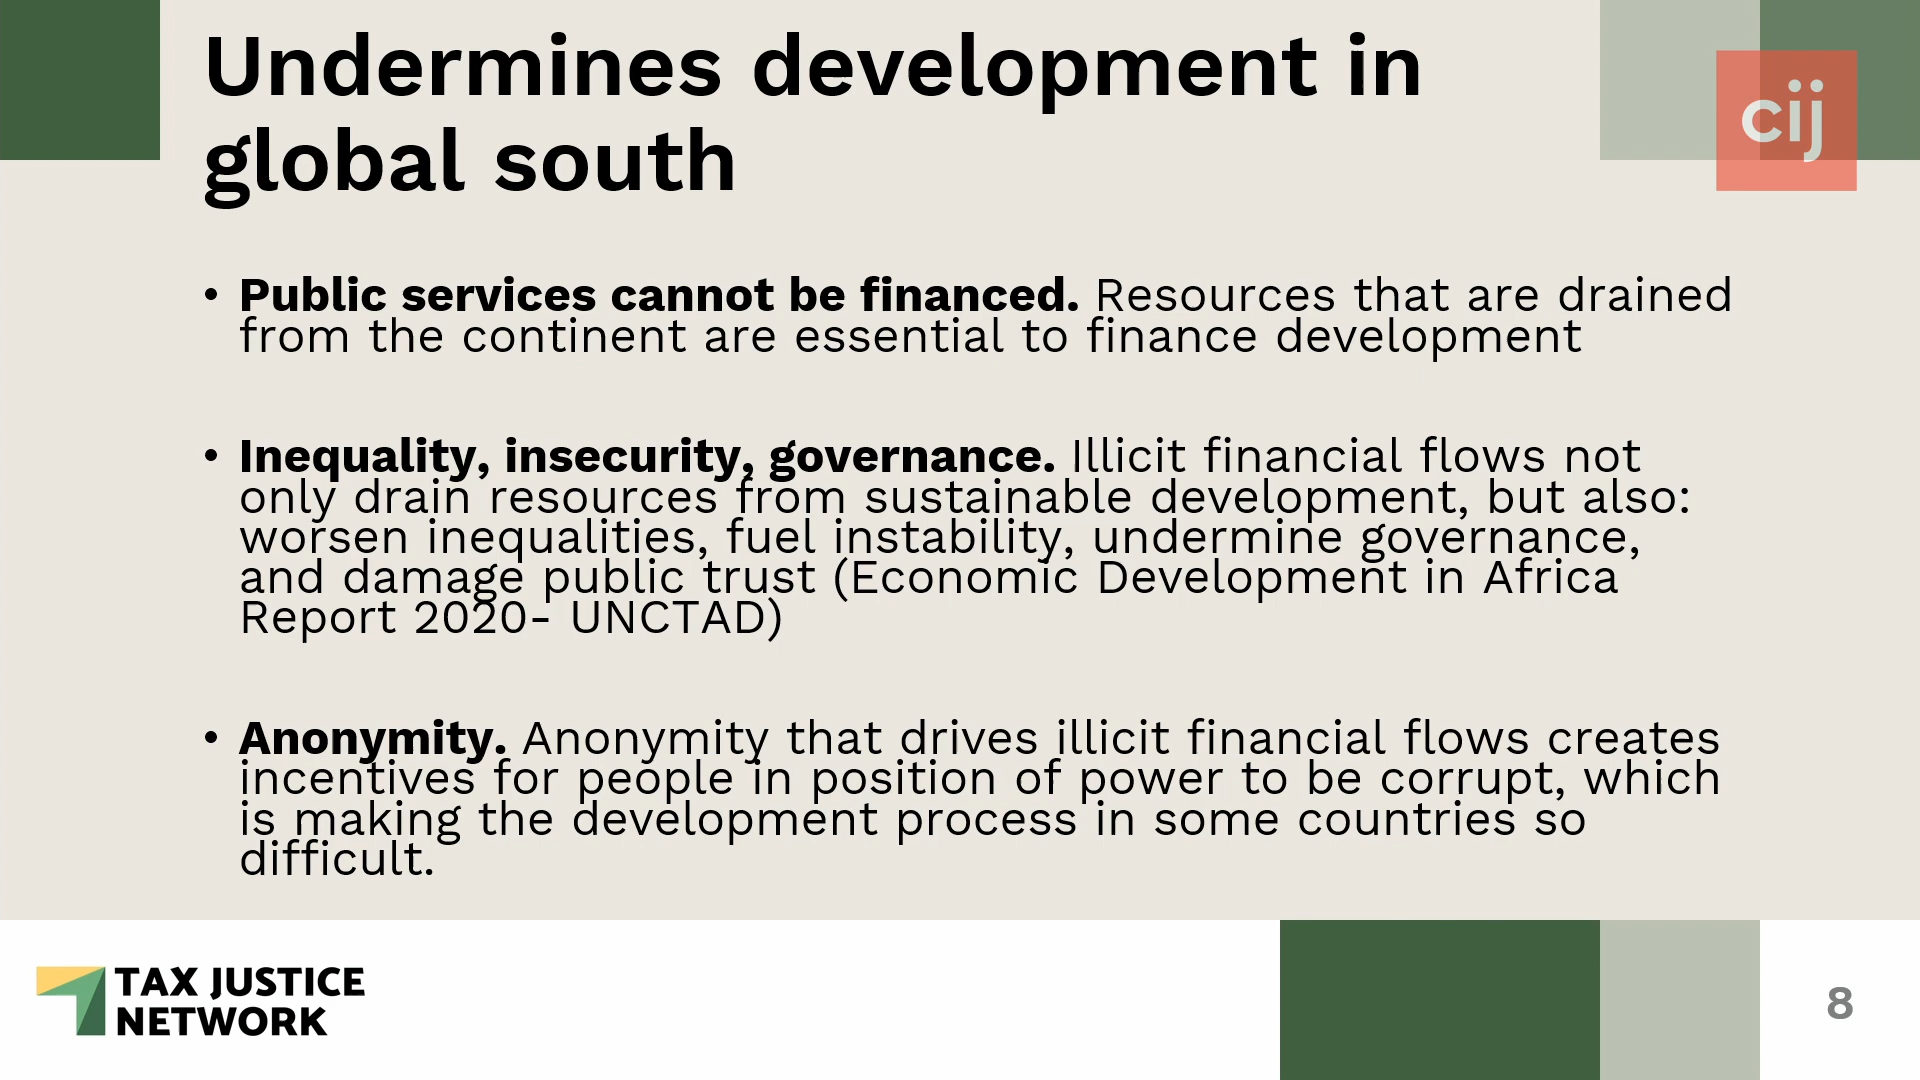 Undermines development in
global south
cij
• Public services cannot be financed. Resources that are drained
from the continent are essential to finance development
• Inequality, insecurity, governance. Illicit financial flows not
only drain resources from sustainable development, but also:
worsen inequalities, fuel instability, undermine governance,
and damage public trust (Economic Development in Africa
Report 2020- UNCTAD)
• Anonymity. Anonymity that drives illicit financial flows creates
incentives for people in position of power to be corrupt, which
is making the development process in some countries so
difficult.
TAX JUSTICE
NETWORK
8